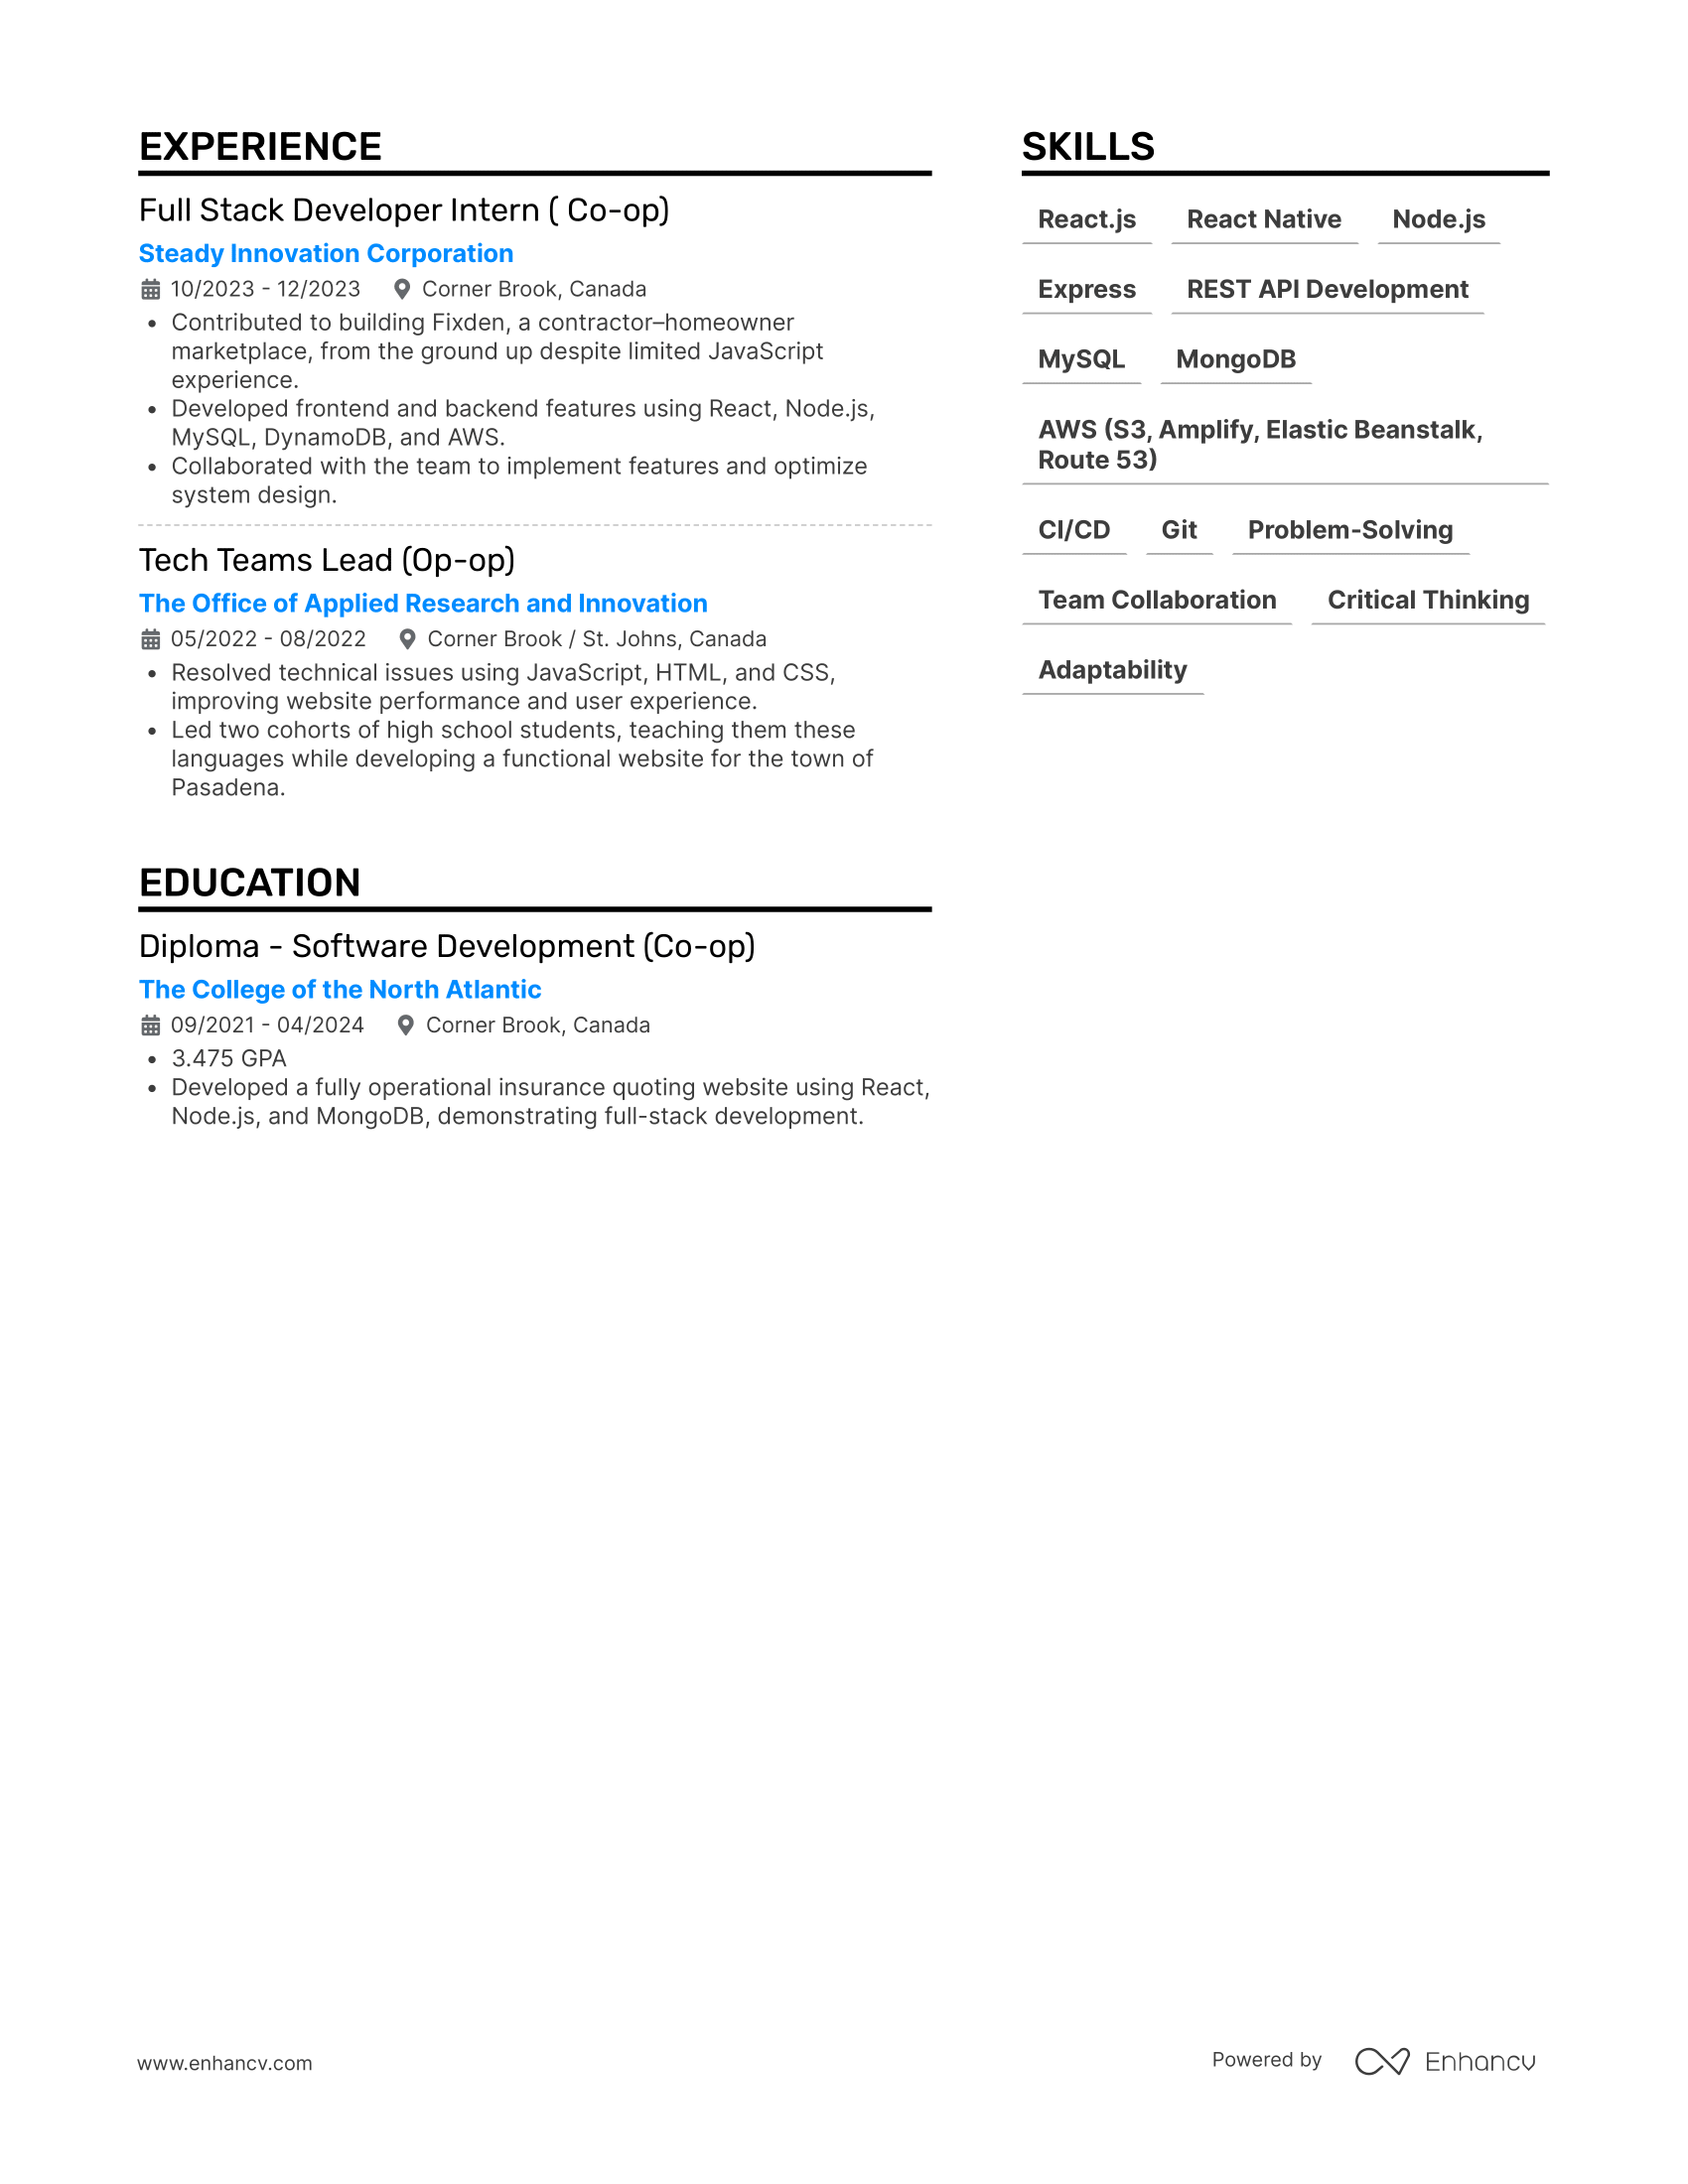 EXPERIENCE
Full Stack Developer Intern ( Co-op)
Steady Innovation Corporation
10/2023 - 12/2023 Corner Brook, Canada
• Contributed to building Fixden, a contractor–homeowner
marketplace, from the ground up despite limited JavaScript
experience.
• Developed frontend and backend features using React, Node.js,
MySQL, DynamoDB, and AWS.
• Collaborated with the team to implement features and optimize
system design.
Tech Teams Lead (Op-op)
The Office of Applied Research and Innovation
05/2022 - 08/2022 Corner Brook / St. Johns, Canada
• Resolved technical issues using JavaScript, HTML, and CSS,
improving website performance and user experience.
• Led two cohorts of high school students, teaching them these
languages while developing a functional website for the town of
Pasadena.
EDUCATION
Diploma - Software Development (Co-op)
The College of the North Atlantic
09/2021 - 04/2024 Corner Brook, Canada
• 3.475 GPA
• Developed a fully operational insurance quoting website using React,
Node.js, and MongoDB, demonstrating full-stack development.
SKILLS
React.js React Native Node.js
Express REST API Development
MySQL MongoDB
AWS (S3, Amplify, Elastic Beanstalk,
Route 53)
CI/CD Git Problem-Solving
Team Collaboration Critical Thinking
Adaptability
www.enhancv.com
Powered by Enhancv